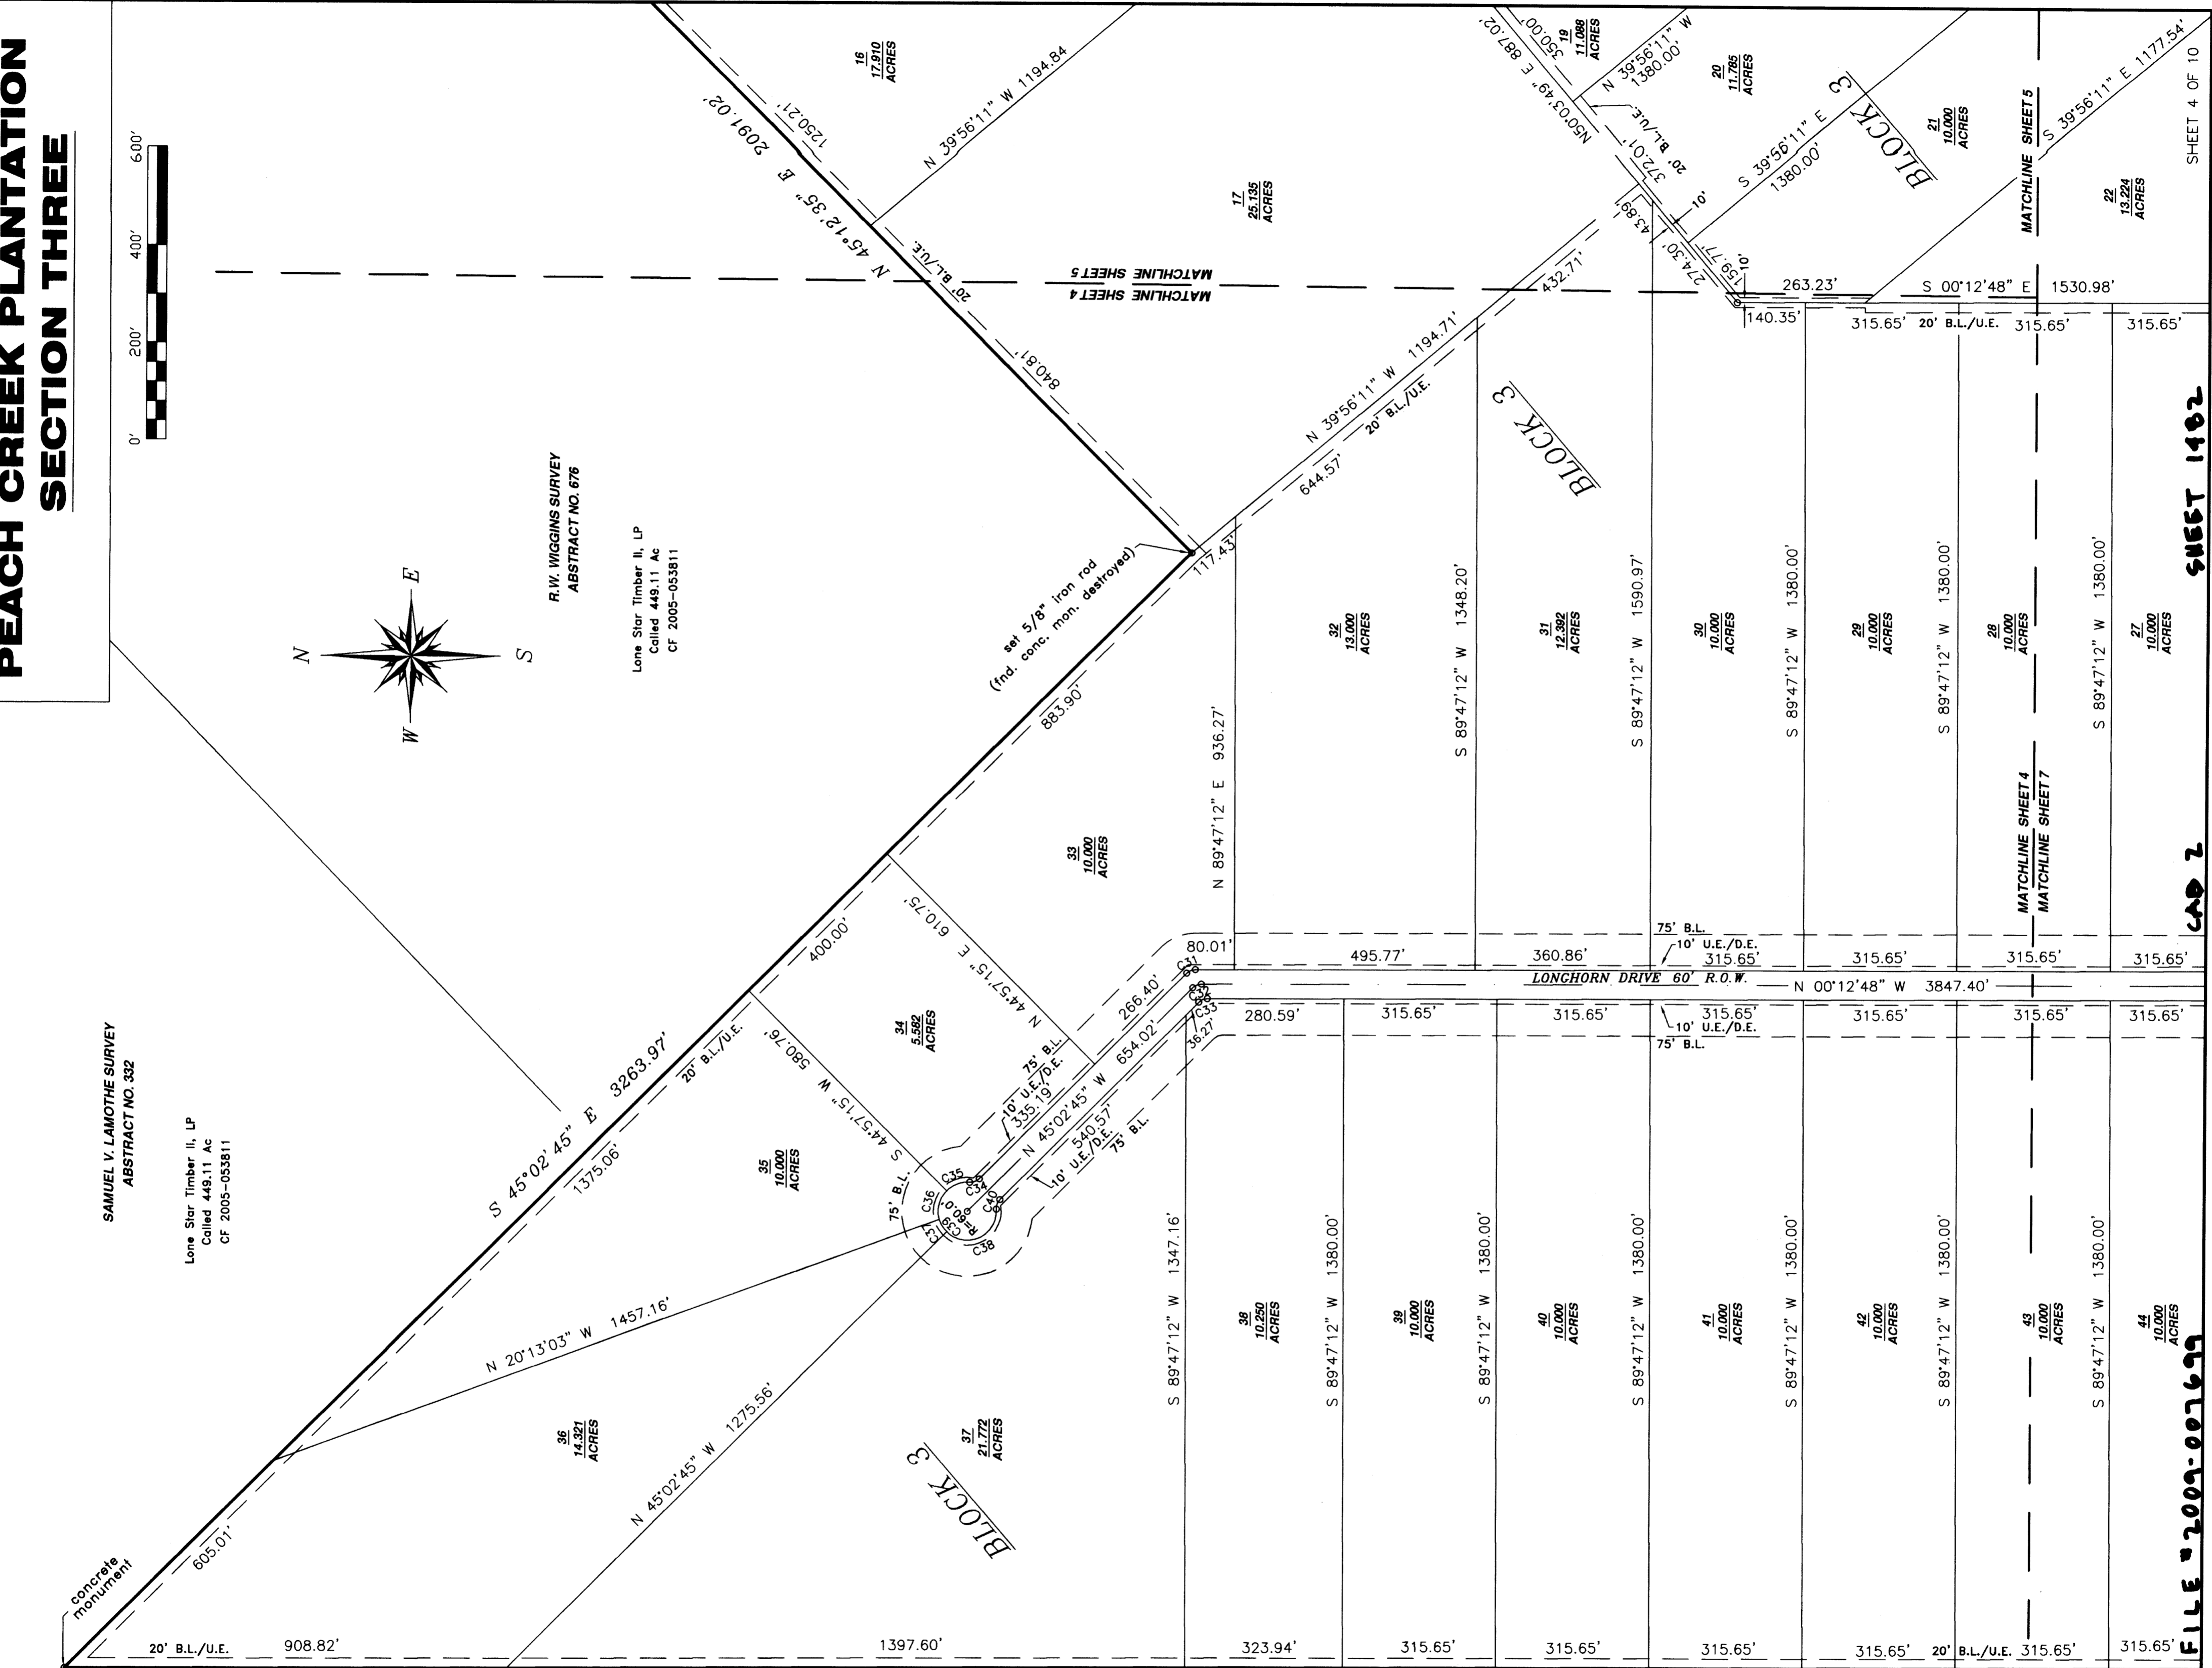 PEACH CREEK PLANTATION
SECTION THREE
0' 200' 400' 600'
N
E
S
W
SAMUEL V. LAMOTHE SURVEY
ABSTRACT NO. 332
Lone Star Timber II, LP
Called 449.11 Ac
CF 2005-053811
R.W. WIGGINS SURVEY
ABSTRACT NO. 676
Lone Star Timber II, LP
Called 449.11 Ac
CF 2005-053811
concrete
monument
605.01'
S 45°02'45" E 3263.97'
1375.06'
20' B.L./U.E.
400.00'
883.90'
set 5/8" iron rod
(fnd. conc. mon. destroyed)
117.43'
N 45°12'35" E 2091.02'
840.81'
20' B.L./U.E.
1250.21'
16
17.910
ACRES
N 39°56'11" W 1194.84
17
25.135
ACRES
MATCHLINE SHEET 5
MATCHLINE SHEET 4
N50°03'49" E 887.02'
350.00'
19
11.088
ACRES
N 39°56'11" W
1380.00'
20
11.785
ACRES
372.01'
20' B.L./U.E.
43.89'
10'
S 39°56'11" E
1380.00'
BLOCK 3
21
10.000
ACRES
274.30'
159.77'
10'
263.23'
140.35'
S 00°12'48" E 1530.98'
MATCHLINE SHEET 5
S 39°56'11" E 1177.54'
22
13.224
ACRES
SHEET 4 OF 10
315.65'
20' B.L./U.E.
315.65'
315.65'
N 39°56'11" W 1194.71'
432.71'
20' B.L./U.E.
644.57'
BLOCK 3
N 89°47'12" E 936.27'
32
13.000
ACRES
S 89°47'12" W 1348.20'
31
12.392
ACRES
S 89°47'12" W 1590.97'
30
10.000
ACRES
S 89°47'12" W 1380.00'
29
10.000
ACRES
S 89°47'12" W 1380.00'
28
10.000
ACRES
S 89°47'12" W 1380.00'
27
10.000
ACRES
MATCHLINE SHEET 4
MATCHLINE SHEET 7
33
10.000
ACRES
N 44°57'15" E 610.75'
34
5.582
ACRES
S 44°57'15" W 580.76'
35
10.000
ACRES
N 20°13'03" W 1457.16'
36
14.321
ACRES
N 45°02'45" W 1275.56'
37
21.772
ACRES
BLOCK 3
75' B.L.
C36
C35
C34
C37
C39
R=60.0'
C40
C38
335.19'
10' U.E./D.E.
75' B.L.
266.40'
N 45°02'45" W 654.02'
540.57'
10' U.E./D.E.
75' B.L.
36.27'
C31
C32
C33
80.01'
495.77'
360.86'
75' B.L.
10' U.E./D.E.
315.65'
315.65'
315.65'
315.65'
LONGHORN DRIVE 60' R.O.W.
N 00°12'48" W 3847.40'
280.59'
315.65'
315.65'
315.65'
10' U.E./D.E.
75' B.L.
315.65'
315.65'
315.65'
S 89°47'12" W 1347.16'
38
10.250
ACRES
S 89°47'12" W 1380.00'
39
10.000
ACRES
S 89°47'12" W 1380.00'
40
10.000
ACRES
S 89°47'12" W 1380.00'
41
10.000
ACRES
S 89°47'12" W 1380.00'
42
10.000
ACRES
S 89°47'12" W 1380.00'
43
10.000
ACRES
S 89°47'12" W 1380.00'
44
10.000
ACRES
20' B.L./U.E.
908.82'
1397.60'
323.94'
315.65'
315.65'
315.65'
315.65'
20' B.L./U.E.
315.65'
315.65'
FILE # 2009-007699
CAB 2
SHEET 1482